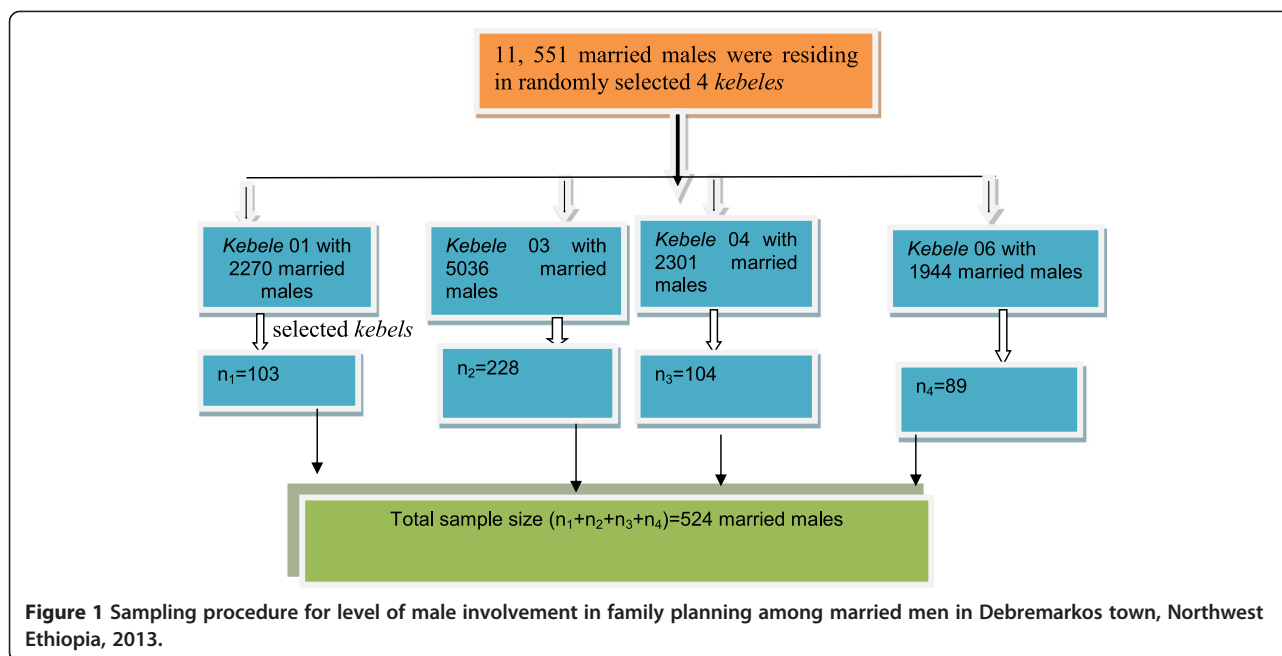 11, 551 married males were residing
in randomly selected 4 kebeles
Kebele 01 with
2270 married
males
Kebele 03 with
5036 married
males
Kebele 04 with
2301 married
males
Kebele 06 with
1944 married males
selected kebels
n₁=103
n₂=228
n₃=104
n₄=89
Total sample size (n₁+n₂+n₃+n₄)=524 married males
Figure 1 Sampling procedure for level of male involvement in family planning among married men in Debremarkos town, Northwest
Ethiopia, 2013.